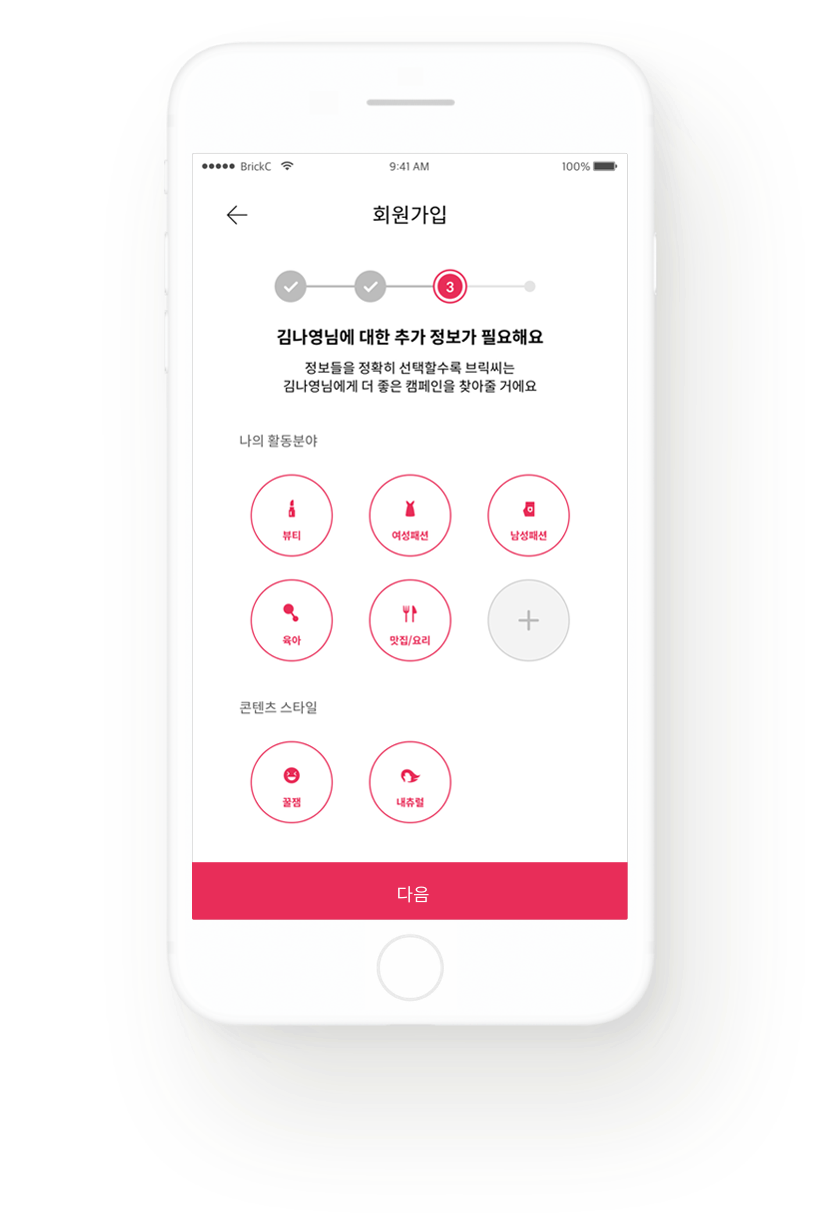 BrickC 9:41 AM 100%
회원가입
3
김나영님에 대한 추가 정보가 필요해요
정보들을 정확히 선택할수록 브릭씨는
김나영님에게 더 좋은 캠페인을 찾아줄 거에요
나의 활동분야
뷰티 여성패션 남성패션
육아 맛집/요리
콘텐츠 스타일
꿀잼 내츄럴
다음